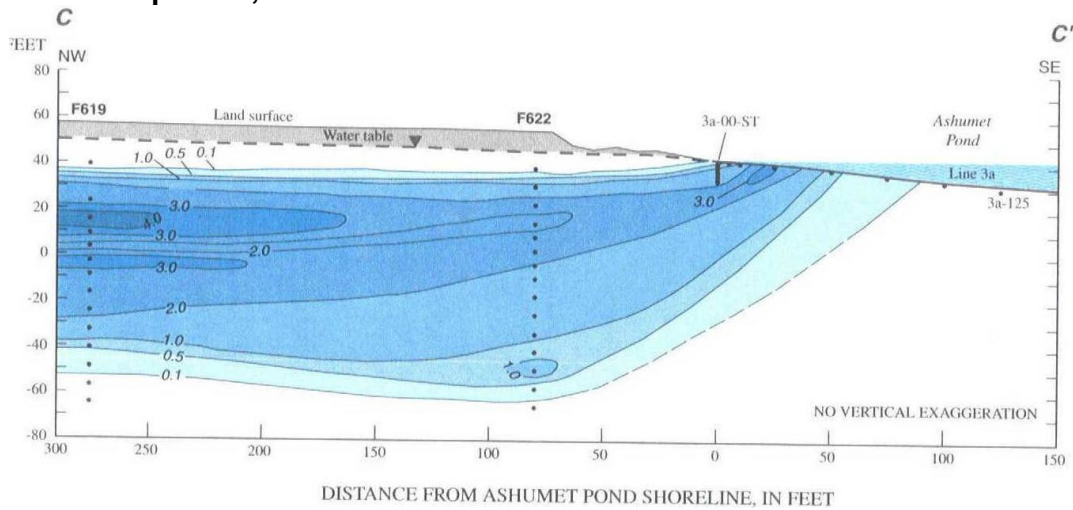 C
C'
FEET
NW
SE
80
60
40
20
0
-20
-40
-60
-80
F619
Land surface
Water table
F622
3a-00-ST
Ashumet
Pond
Line 3a
3a-125
1.0
0.5
0.1
3.0
4.0
3.0
2.0
3.0
2.0
1.0
0.5
0.1
1.0
3.0
NO VERTICAL EXAGGERATION
300
250
200
150
100
50
0
50
100
150
DISTANCE FROM ASHUMET POND SHORELINE, IN FEET